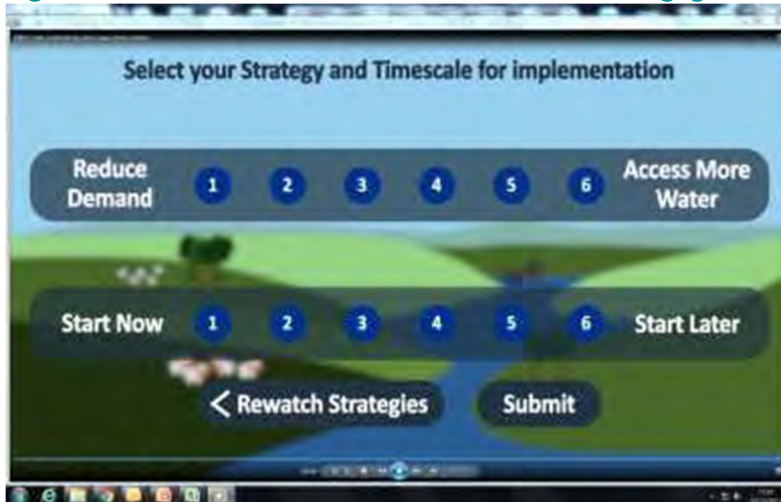 Select your Strategy and Timescale for implementation
Reduce Demand 1 2 3 4 5 6 Access More Water
Start Now 1 2 3 4 5 6 Start Later
< Rewatch Strategies
Submit